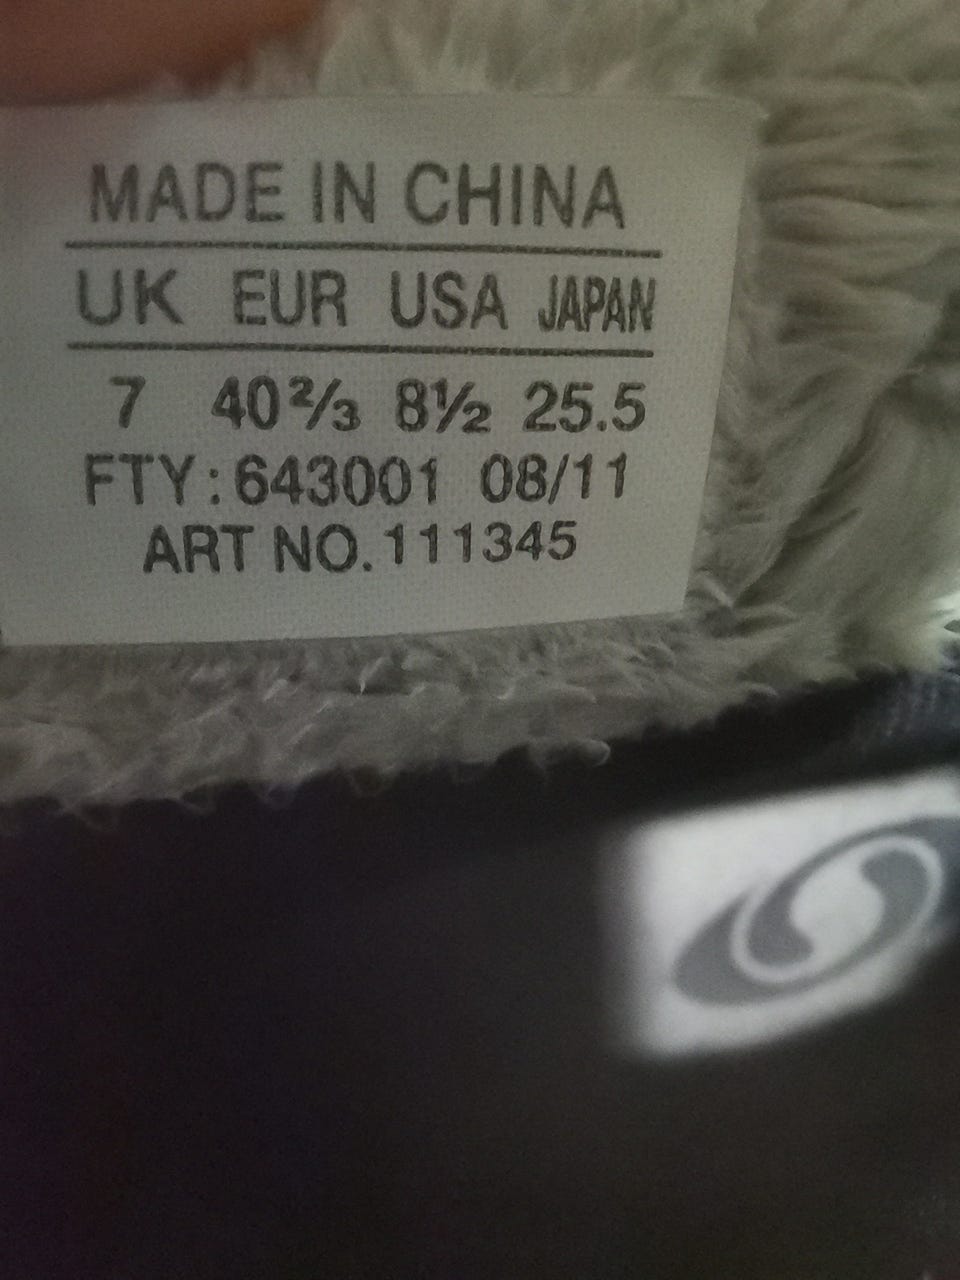 MADE IN CHINA
UK EUR USA JAPAN
7 40⅔ 8½ 25.5
FTY: 643001 08/11
ART NO. 111345